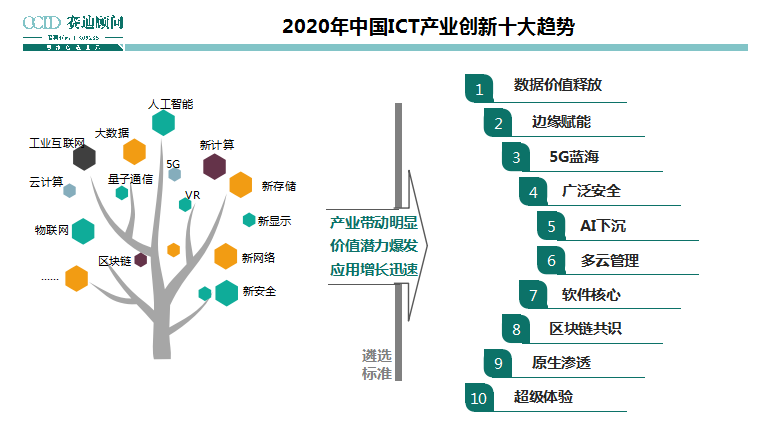 CCID 赛迪顾问
2020年中国ICT产业创新十大趋势
人工智能
大数据
工业互联网
新计算
5G
云计算
量子通信
VR
新存储
物联网
新显示
区块链
新网络
......
新安全
产业带动明显
价值潜力爆发
应用增长迅速
遴选
标准
1 数据价值释放
2 边缘赋能
3 5G蓝海
4 广泛安全
5 AI下沉
6 多云管理
7 软件核心
8 区块链共识
9 原生渗透
10 超级体验